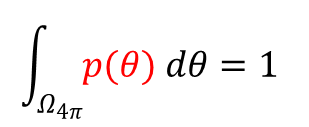 ∫_{Ω_{4π}} p(θ) dθ = 1